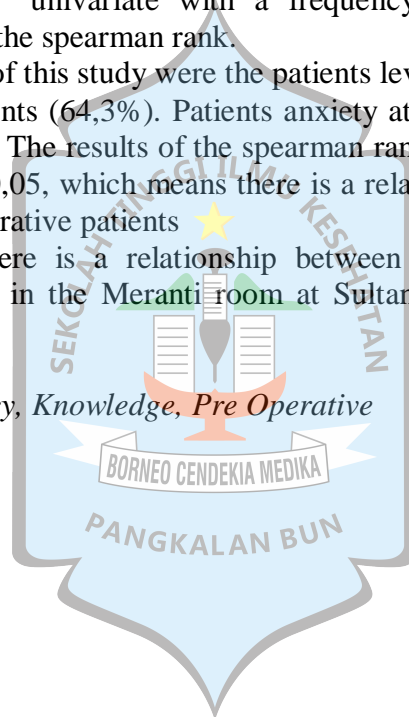 univariate with a frequency
the spearman rank.
of this study were the patients lev
nts (64,3%). Patients anxiety at
The results of the spearman ran
0,05, which means there is a rela
rative patients
ere is a relationship between
in the Meranti room at Sultan
y, Knowledge, Pre Operative
SEKOLAH TINGGI ILMU KESEHATAN
BORNEO CENDEKIA MEDIKA
PANGKALAN BUN